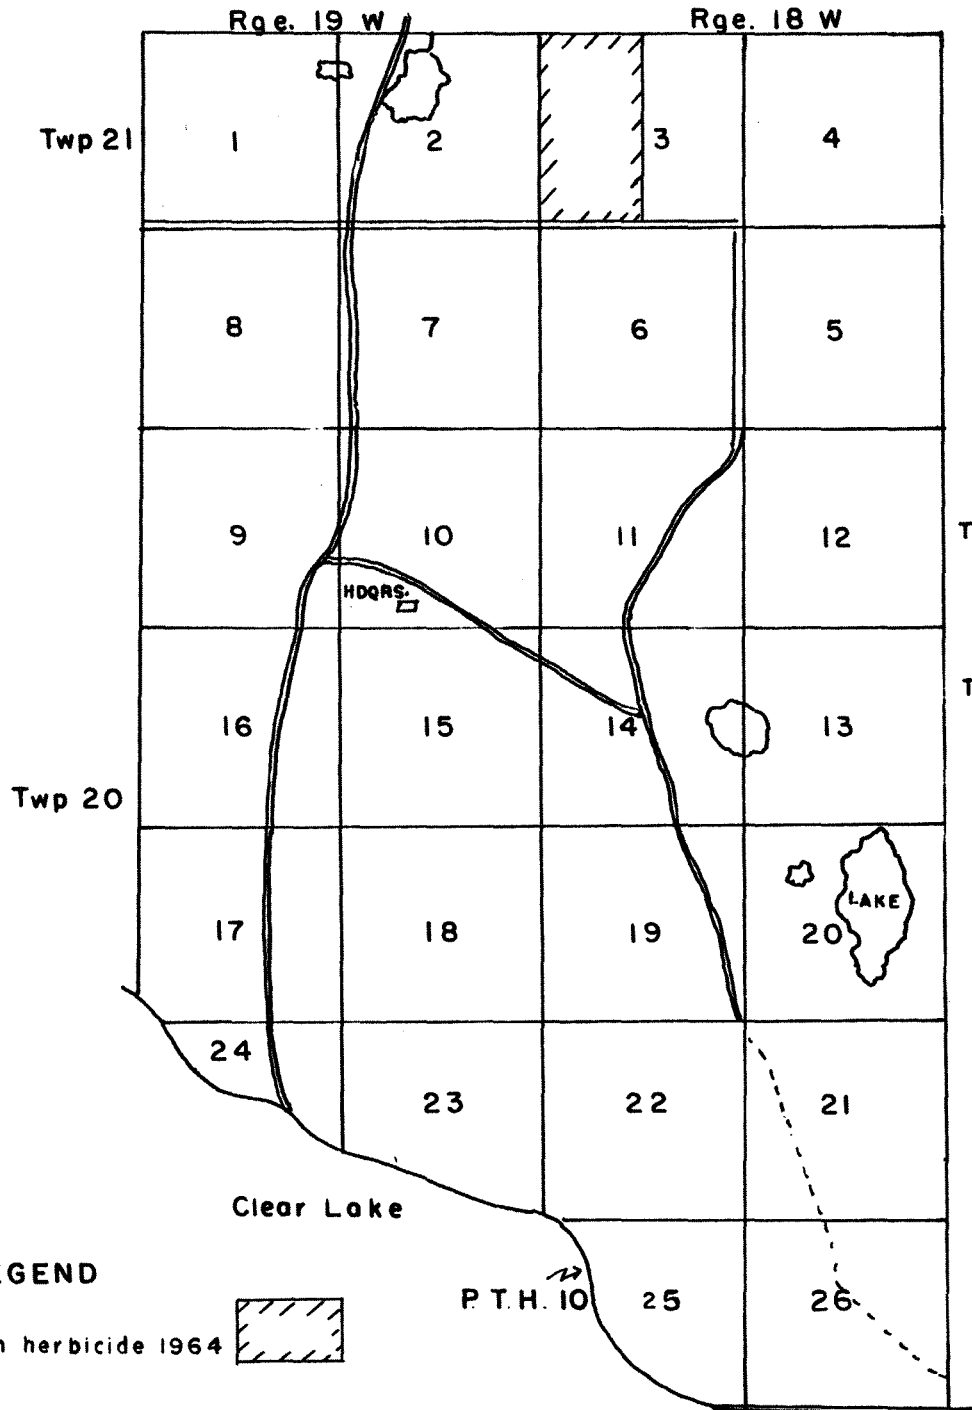 Rge. 19 W Rge. 18 W
Twp 21 1 2 3 4
8 7 6 5
9 10 11 12 T
HDQRS.
T
16 15 14 13
Twp 20
LAKE
17 18 19 20
24
23 22 21
Clear Lake
EGEND
P. T. H. 10 25 26
n herbicide 1964